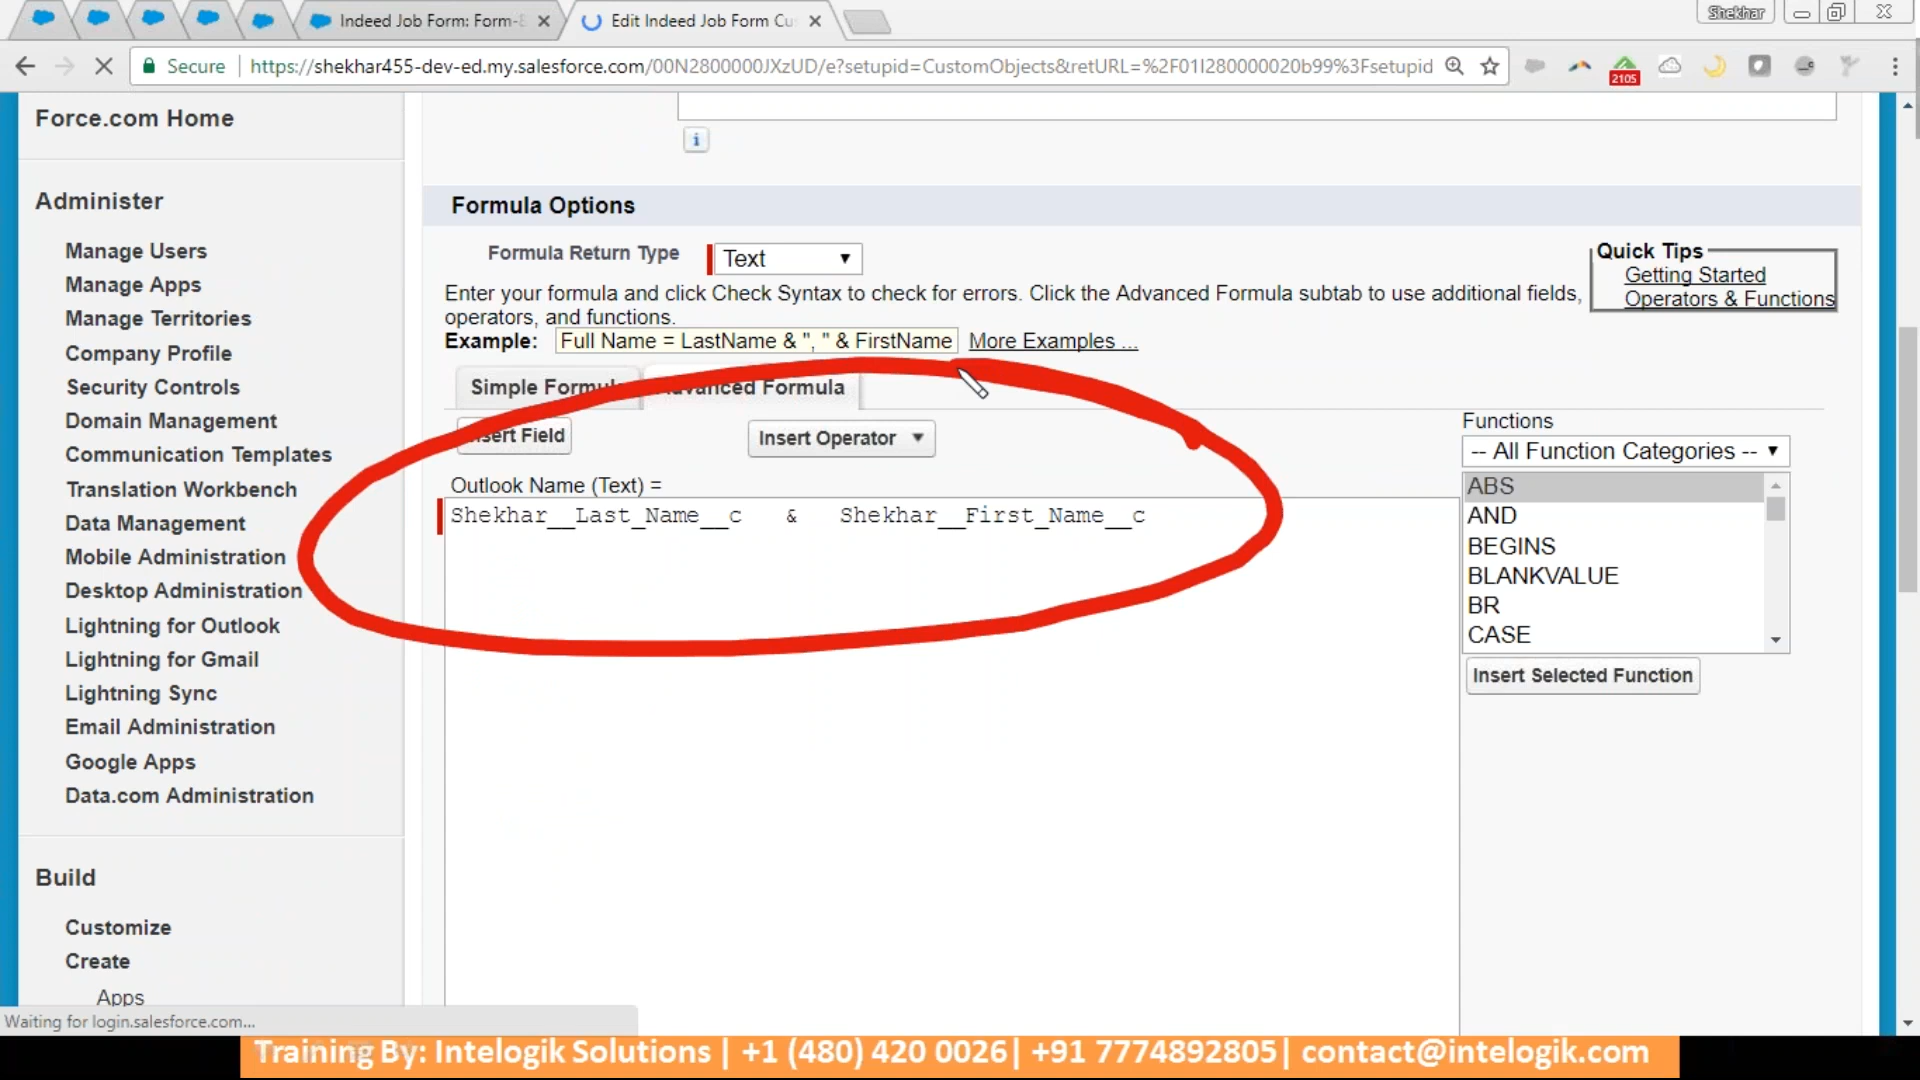 Indeed Job Form: Form-
Edit Indeed Job Form Cu
Shekhar
Secure
https://shekhar455-dev-ed.my.salesforce.com/00N2800000JXzUD/e?setupid=CustomObjects&retURL=%2F01I280000020b99%3Fsetupid
2105
Force.com Home
Administer
Manage Users
Manage Apps
Manage Territories
Company Profile
Security Controls
Domain Management
Communication Templates
Translation Workbench
Data Management
Mobile Administration
Desktop Administration
Lightning for Outlook
Lightning for Gmail
Lightning Sync
Email Administration
Google Apps
Data.com Administration
Build
Customize
Create
Apps
Waiting for login.salesforce.com...
Formula Options
Formula Return Type
Text
Quick Tips
Getting Started
Operators & Functions
Enter your formula and click Check Syntax to check for errors. Click the Advanced Formula subtab to use additional fields,
operators, and functions.
Example: Full Name = LastName & ", " & FirstName More Examples ...
Simple Formula
Advanced Formula
Insert Field
Insert Operator
Outlook Name (Text) =
Shekhar__Last_Name__c & Shekhar__First_Name__c
Functions
-- All Function Categories --
ABS
AND
BEGINS
BLANKVALUE
BR
CASE
Insert Selected Function
Training By: Intelogik Solutions | +1 (480) 420 0026| +91 7774892805| contact@intelogik.com